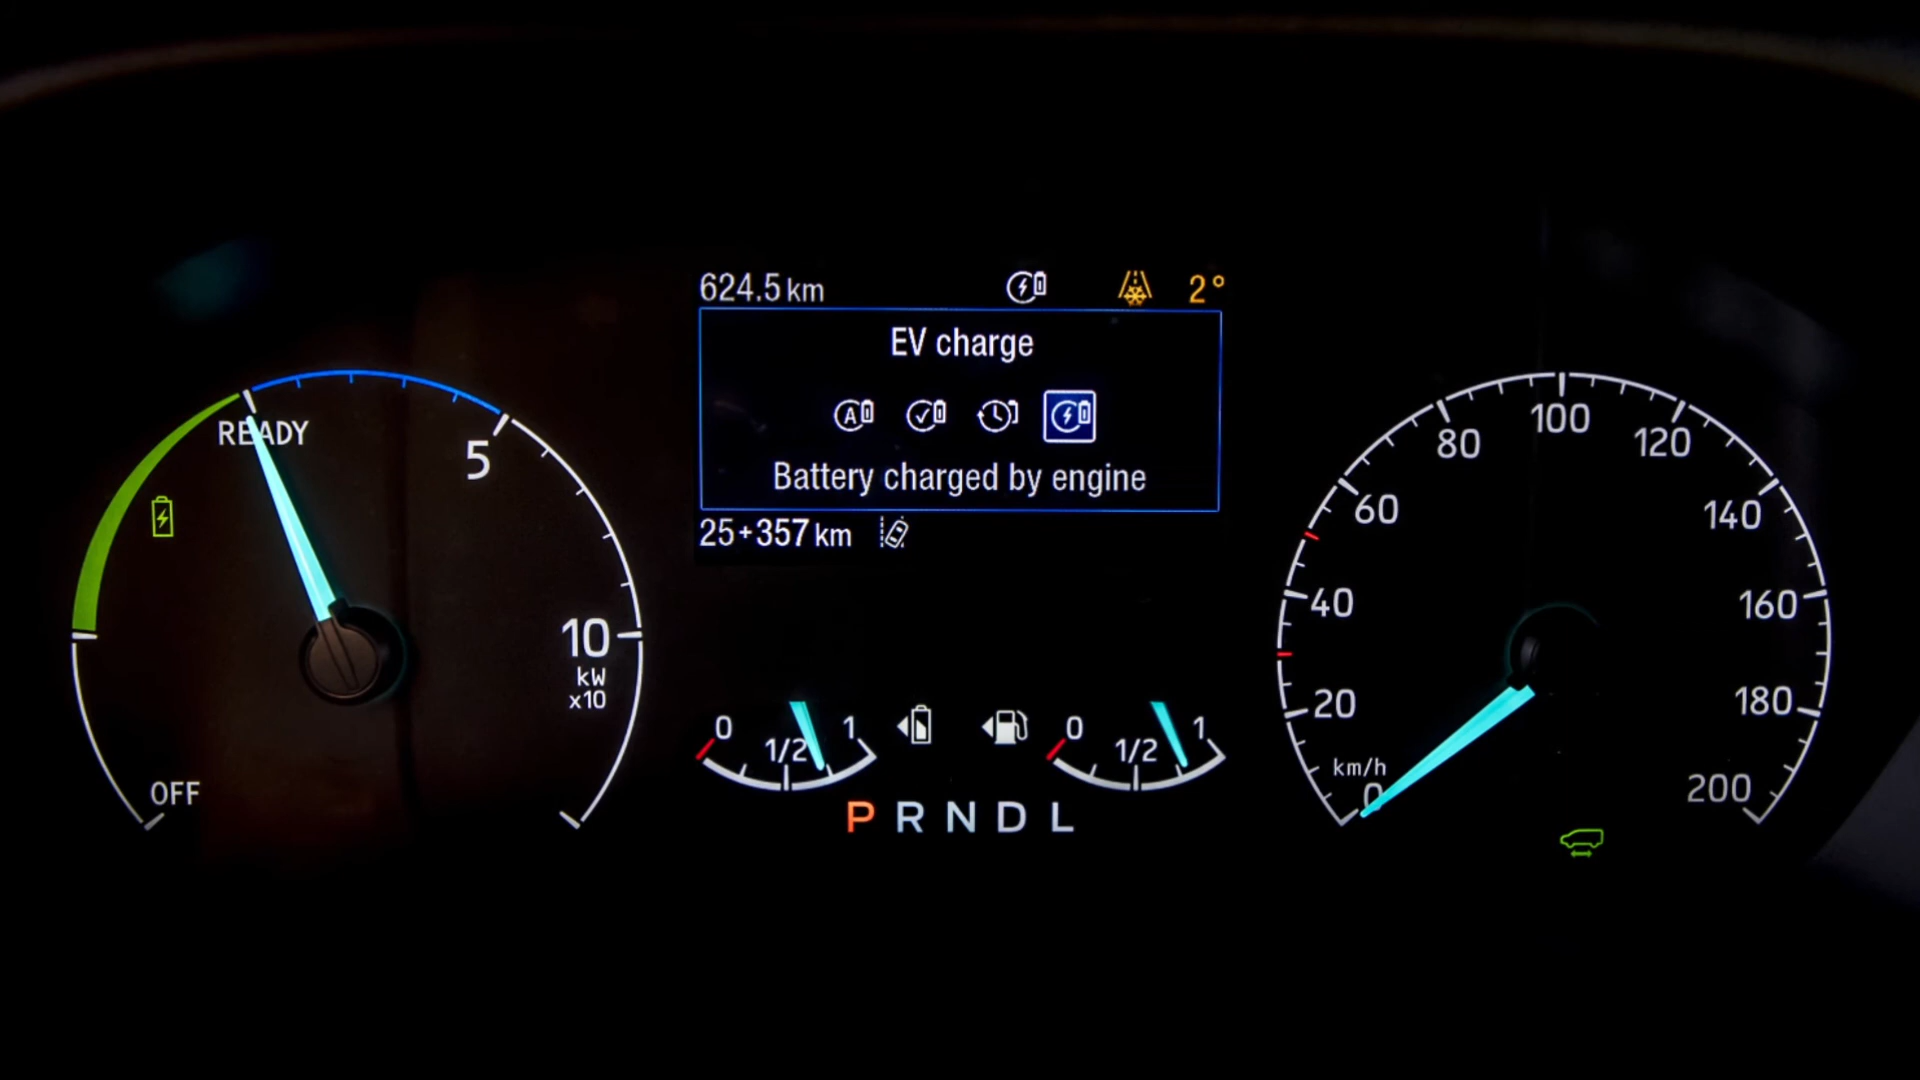 624.5 km 2°
EV charge
A
Battery charged by engine
25+357 km
READY
5
10
kW
x10
OFF
0 1/2 1
0 1/2 1
P R N D L
km/h
0
20
40
60
80
100
120
140
160
180
200